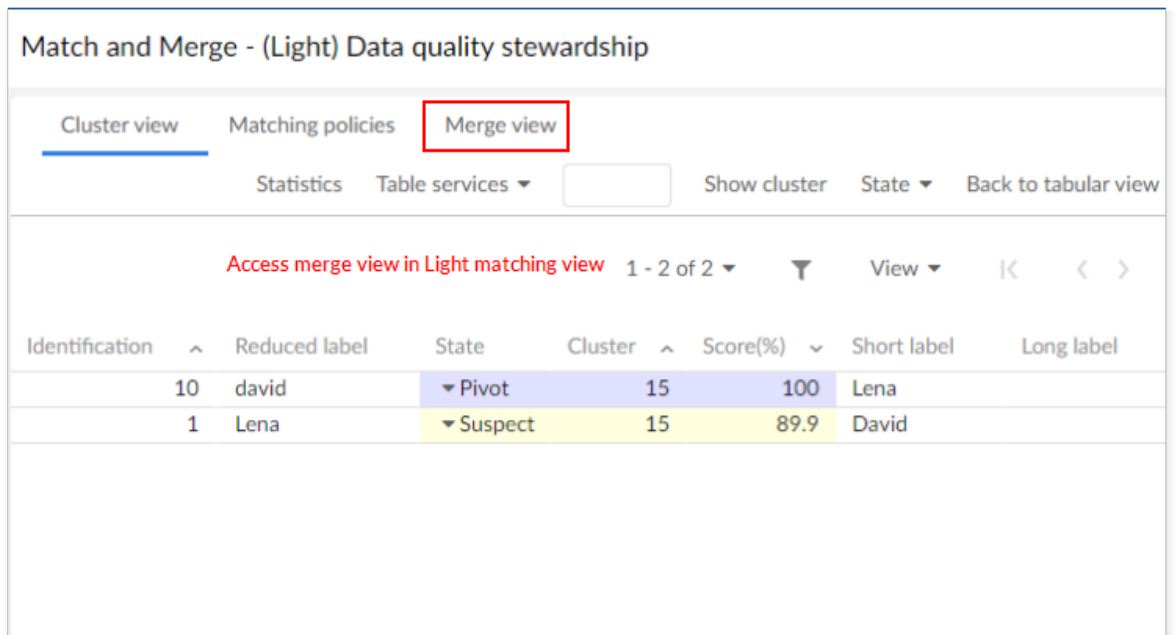 Match and Merge - (Light) Data quality stewardship
Cluster view Matching policies Merge view
Statistics Table services Show cluster State Back to tabular view
Access merge view in Light matching view 1 - 2 of 2 View
Identification Reduced label State Cluster Score(%) Short label Long label
10 david Pivot 15 100 Lena
1 Lena Suspect 15 89.9 David